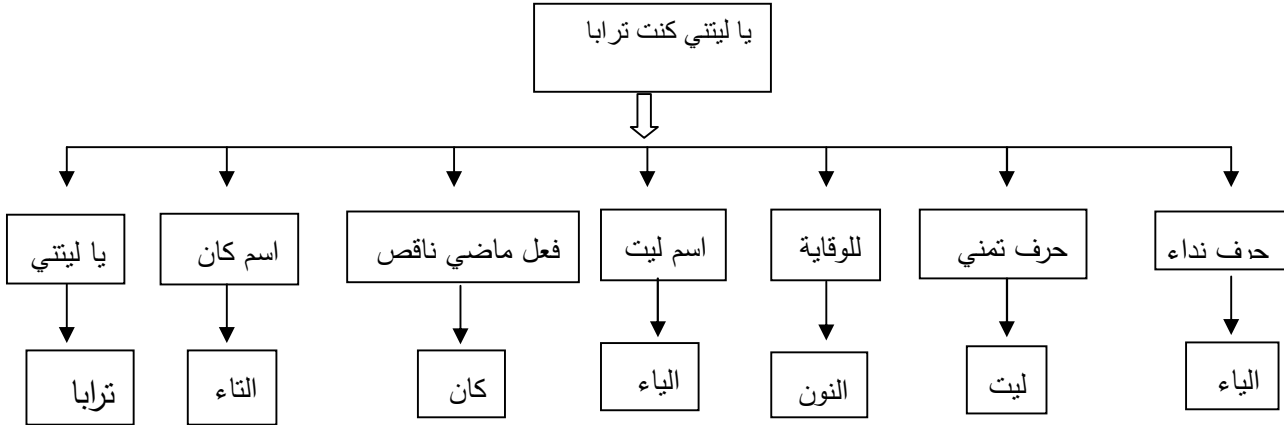 يا ليتني كنت ترابا
حرف نداء
حرف تمني
للوقاية
اسم ليت
فعل ماضي ناقص
اسم كان
يا ليتني
الياء
ليت
النون
الياء
كان
التاء
ترابا